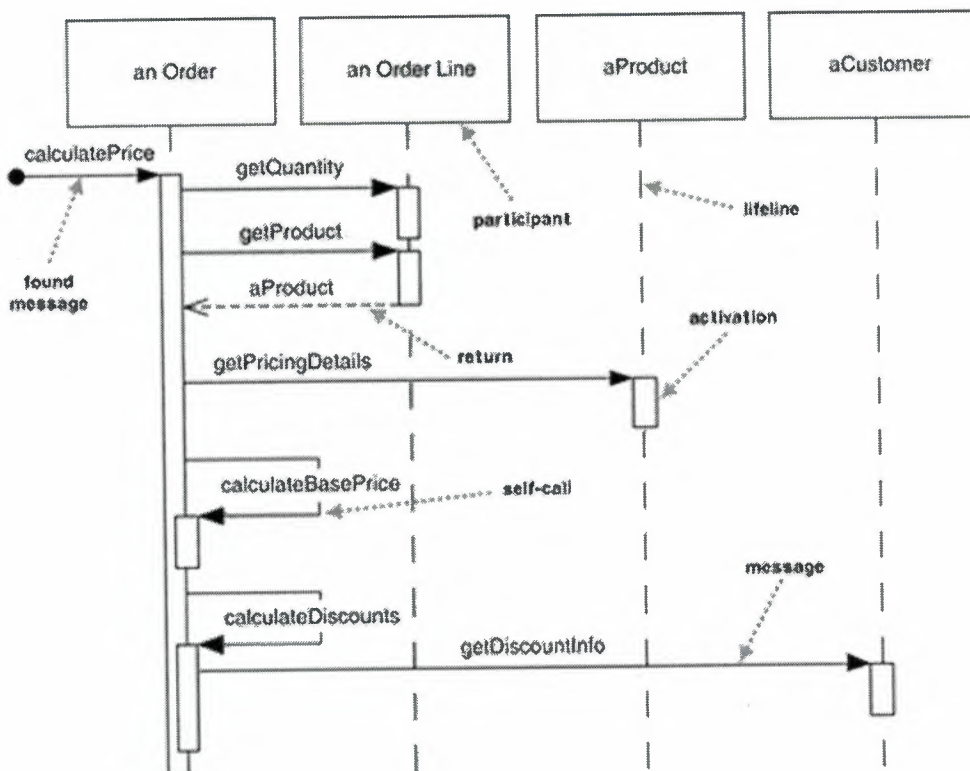 an Order
an Order Line
aProduct
aCustomer
calculatePrice
getQuantity
participant
lifeline
getProduct
found
message
aProduct
activation
return
getPricingDetails
calculateBasePrice
self-call
message
calculateDiscounts
getDiscountInfo